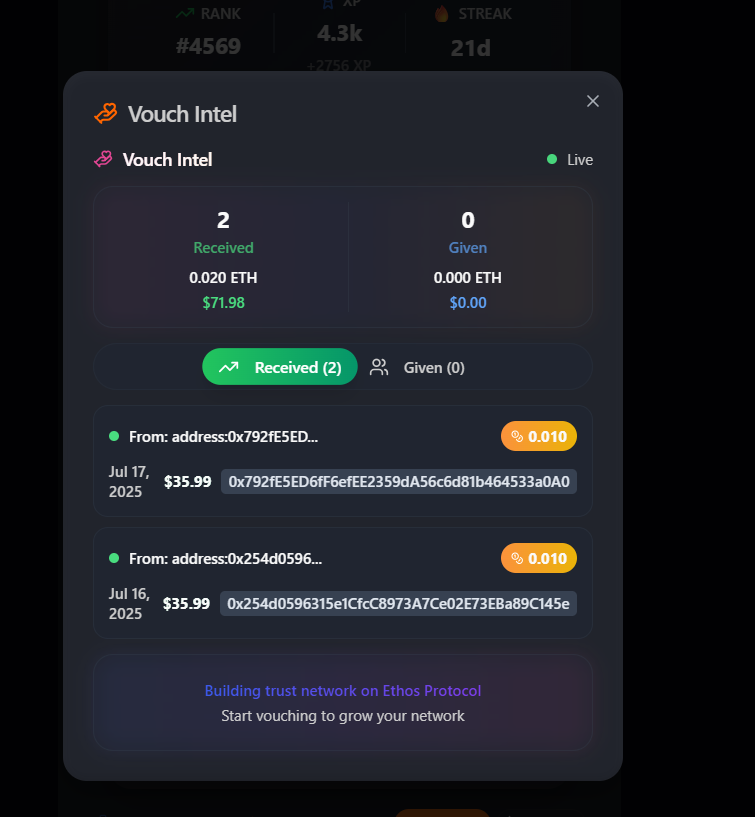 RANK
XP
STREAK
#4569
4.3k
21d
+2756 XP
Vouch Intel
Vouch Intel
Live
2
0
Received
Given
0.020 ETH
0.000 ETH
$71.98
$0.00
Received (2)
Given (0)
From: address:0x792fE5ED...
0.010
Jul 17,
2025
$35.99
0x792fE5ED6fF6efEE2359dA56c6d81b464533a0A0
From: address:0x254d0596...
0.010
Jul 16,
2025
$35.99
0x254d0596315e1CfcC8973A7Ce02E73EBa89C145e
Building trust network on Ethos Protocol
Start vouching to grow your network